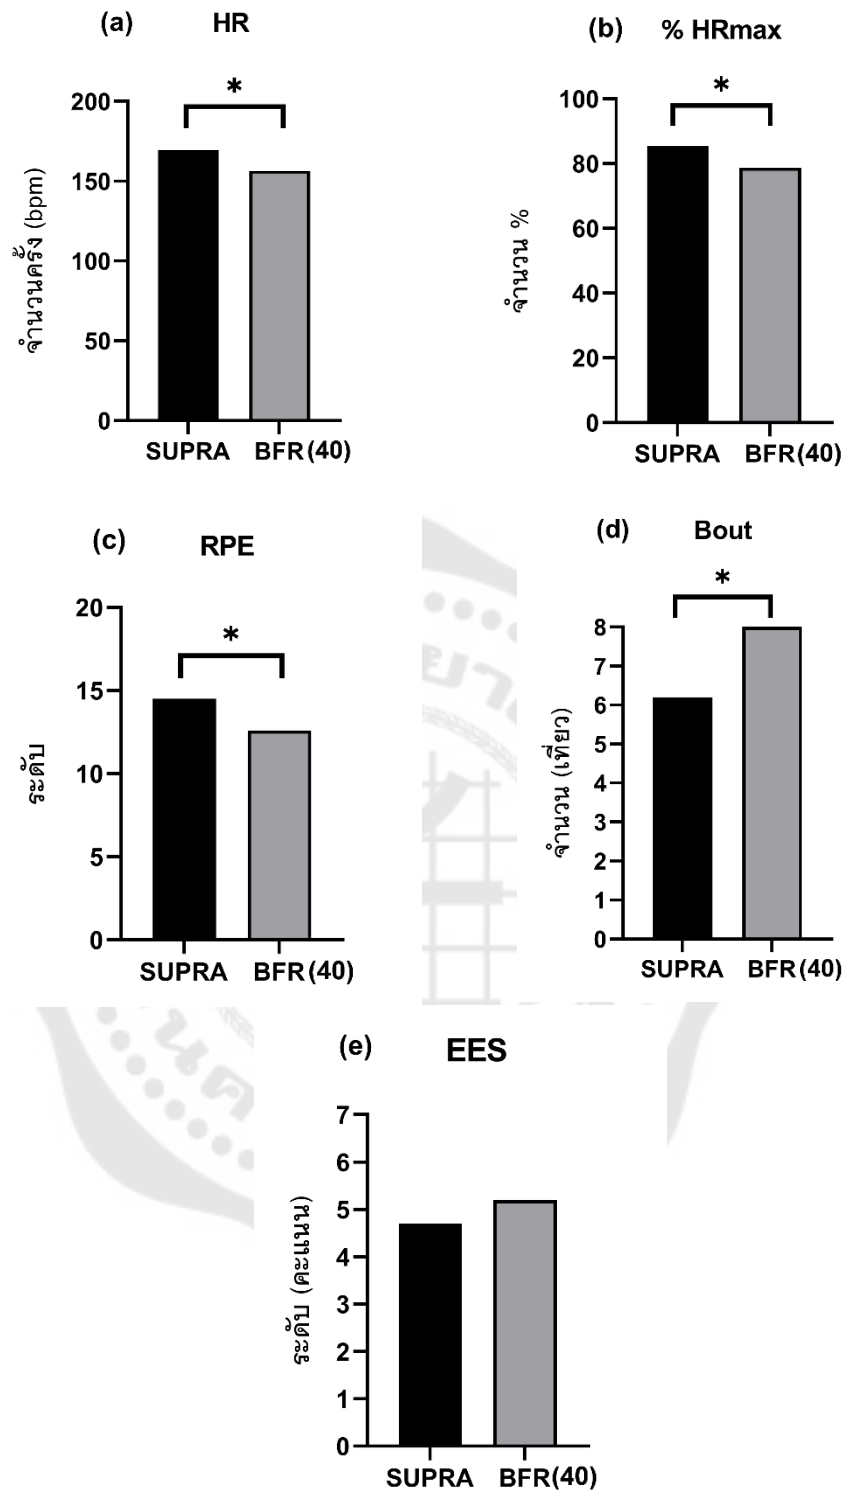 (a) HR
*
จำนวนครั้ง (bpm)
200
150
100
50
0
SUPRA BFR (40)
(b) % HRmax
*
จำนวน %
100
80
60
40
20
0
SUPRA BFR(40)
(c) RPE
*
ระดับ
20
15
10
5
0
SUPRA BFR (40)
(d) Bout
*
จำนวน (เที่ยว)
8
7
6
5
4
3
2
1
0
SUPRA BFR(40)
(e) EES
ระดับ (คะแนน)
7
6
5
4
3
2
1
0
SUPRA BFR(40)